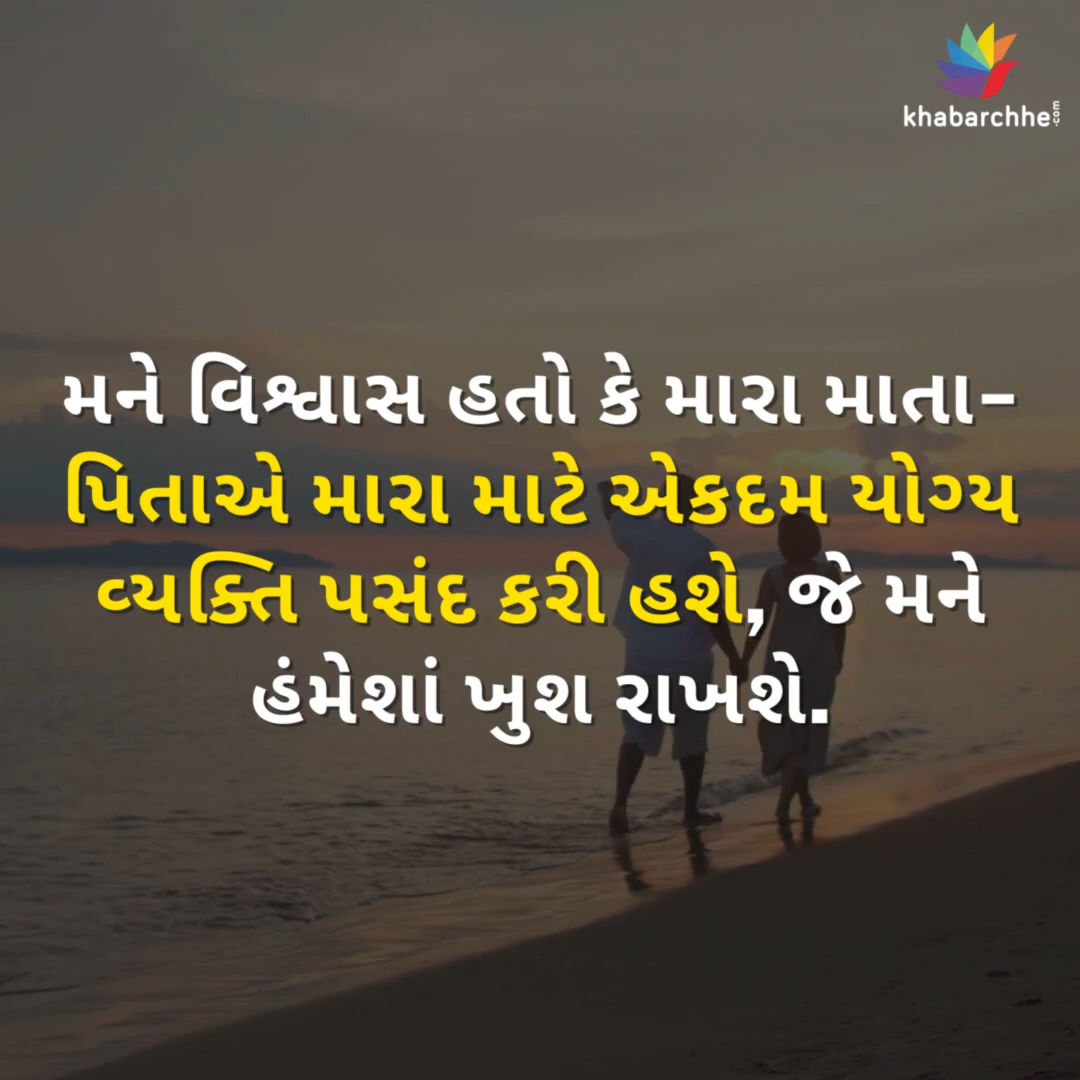 khabarchhe.com
મને વિશ્વાસ હતો કે મારા માતા-
પિતાએ મારા માટે એકદમ યોગ્ય
વ્યક્તિ પસંદ કરી હશે, જે મને
હંમેશાં ખુશ રાખશે.